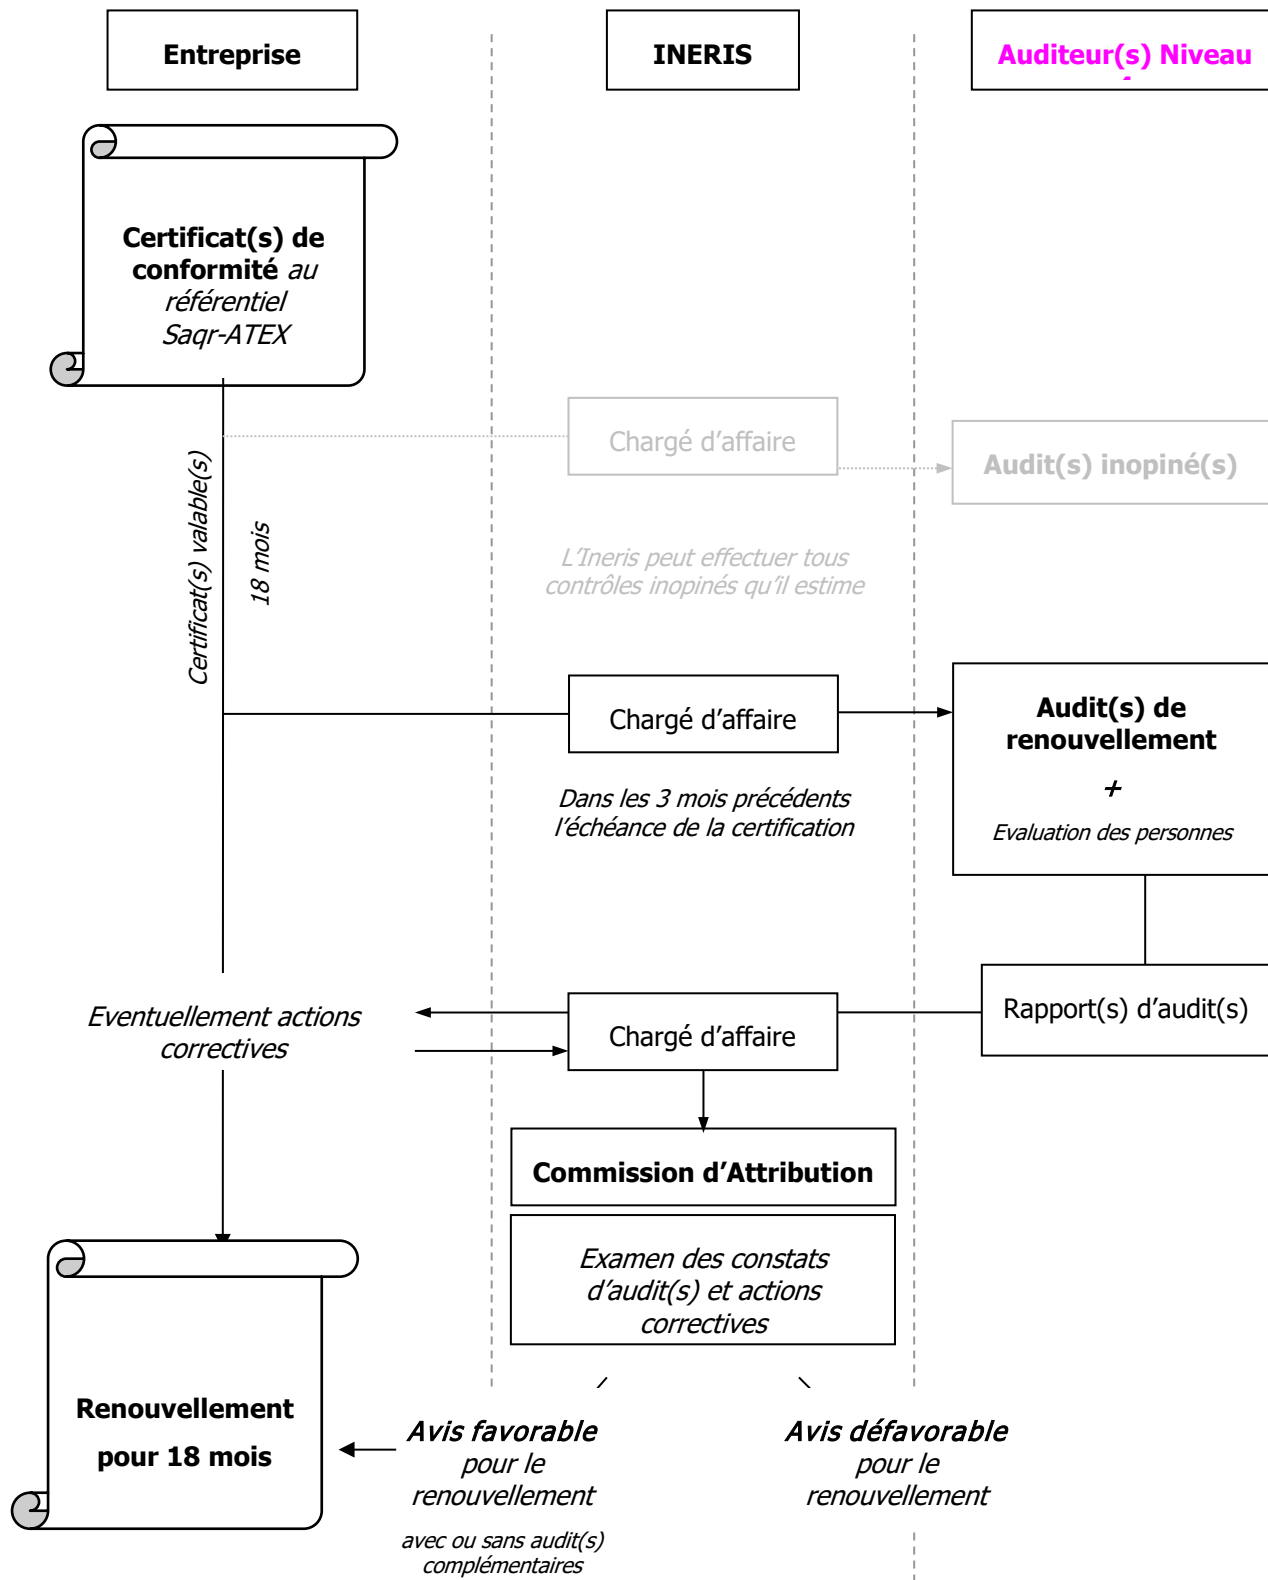 Entreprise
INERIS
Auditeur(s) Niveau
Certificat(s) de
conformité au
référentiel
Saqr-ATEX
Certificat(s) valable(s)
18 mois
Chargé d'affaire
Audit(s) inopiné(s)
L'Ineris peut effectuer tous
contrôles inopinés qu'il estime
Chargé d'affaire
Audit(s) de
renouvellement
+
Evaluation des personnes
Dans les 3 mois précédents
l'échéance de la certification
Eventuellement actions
correctives
Chargé d'affaire
Rapport(s) d'audit(s)
Commission d'Attribution
Examen des constats
d'audit(s) et actions
correctives
Renouvellement
pour 18 mois
Avis favorable
pour le
renouvellement
avec ou sans audit(s)
complémentaires
Avis défavorable
pour le
renouvellement